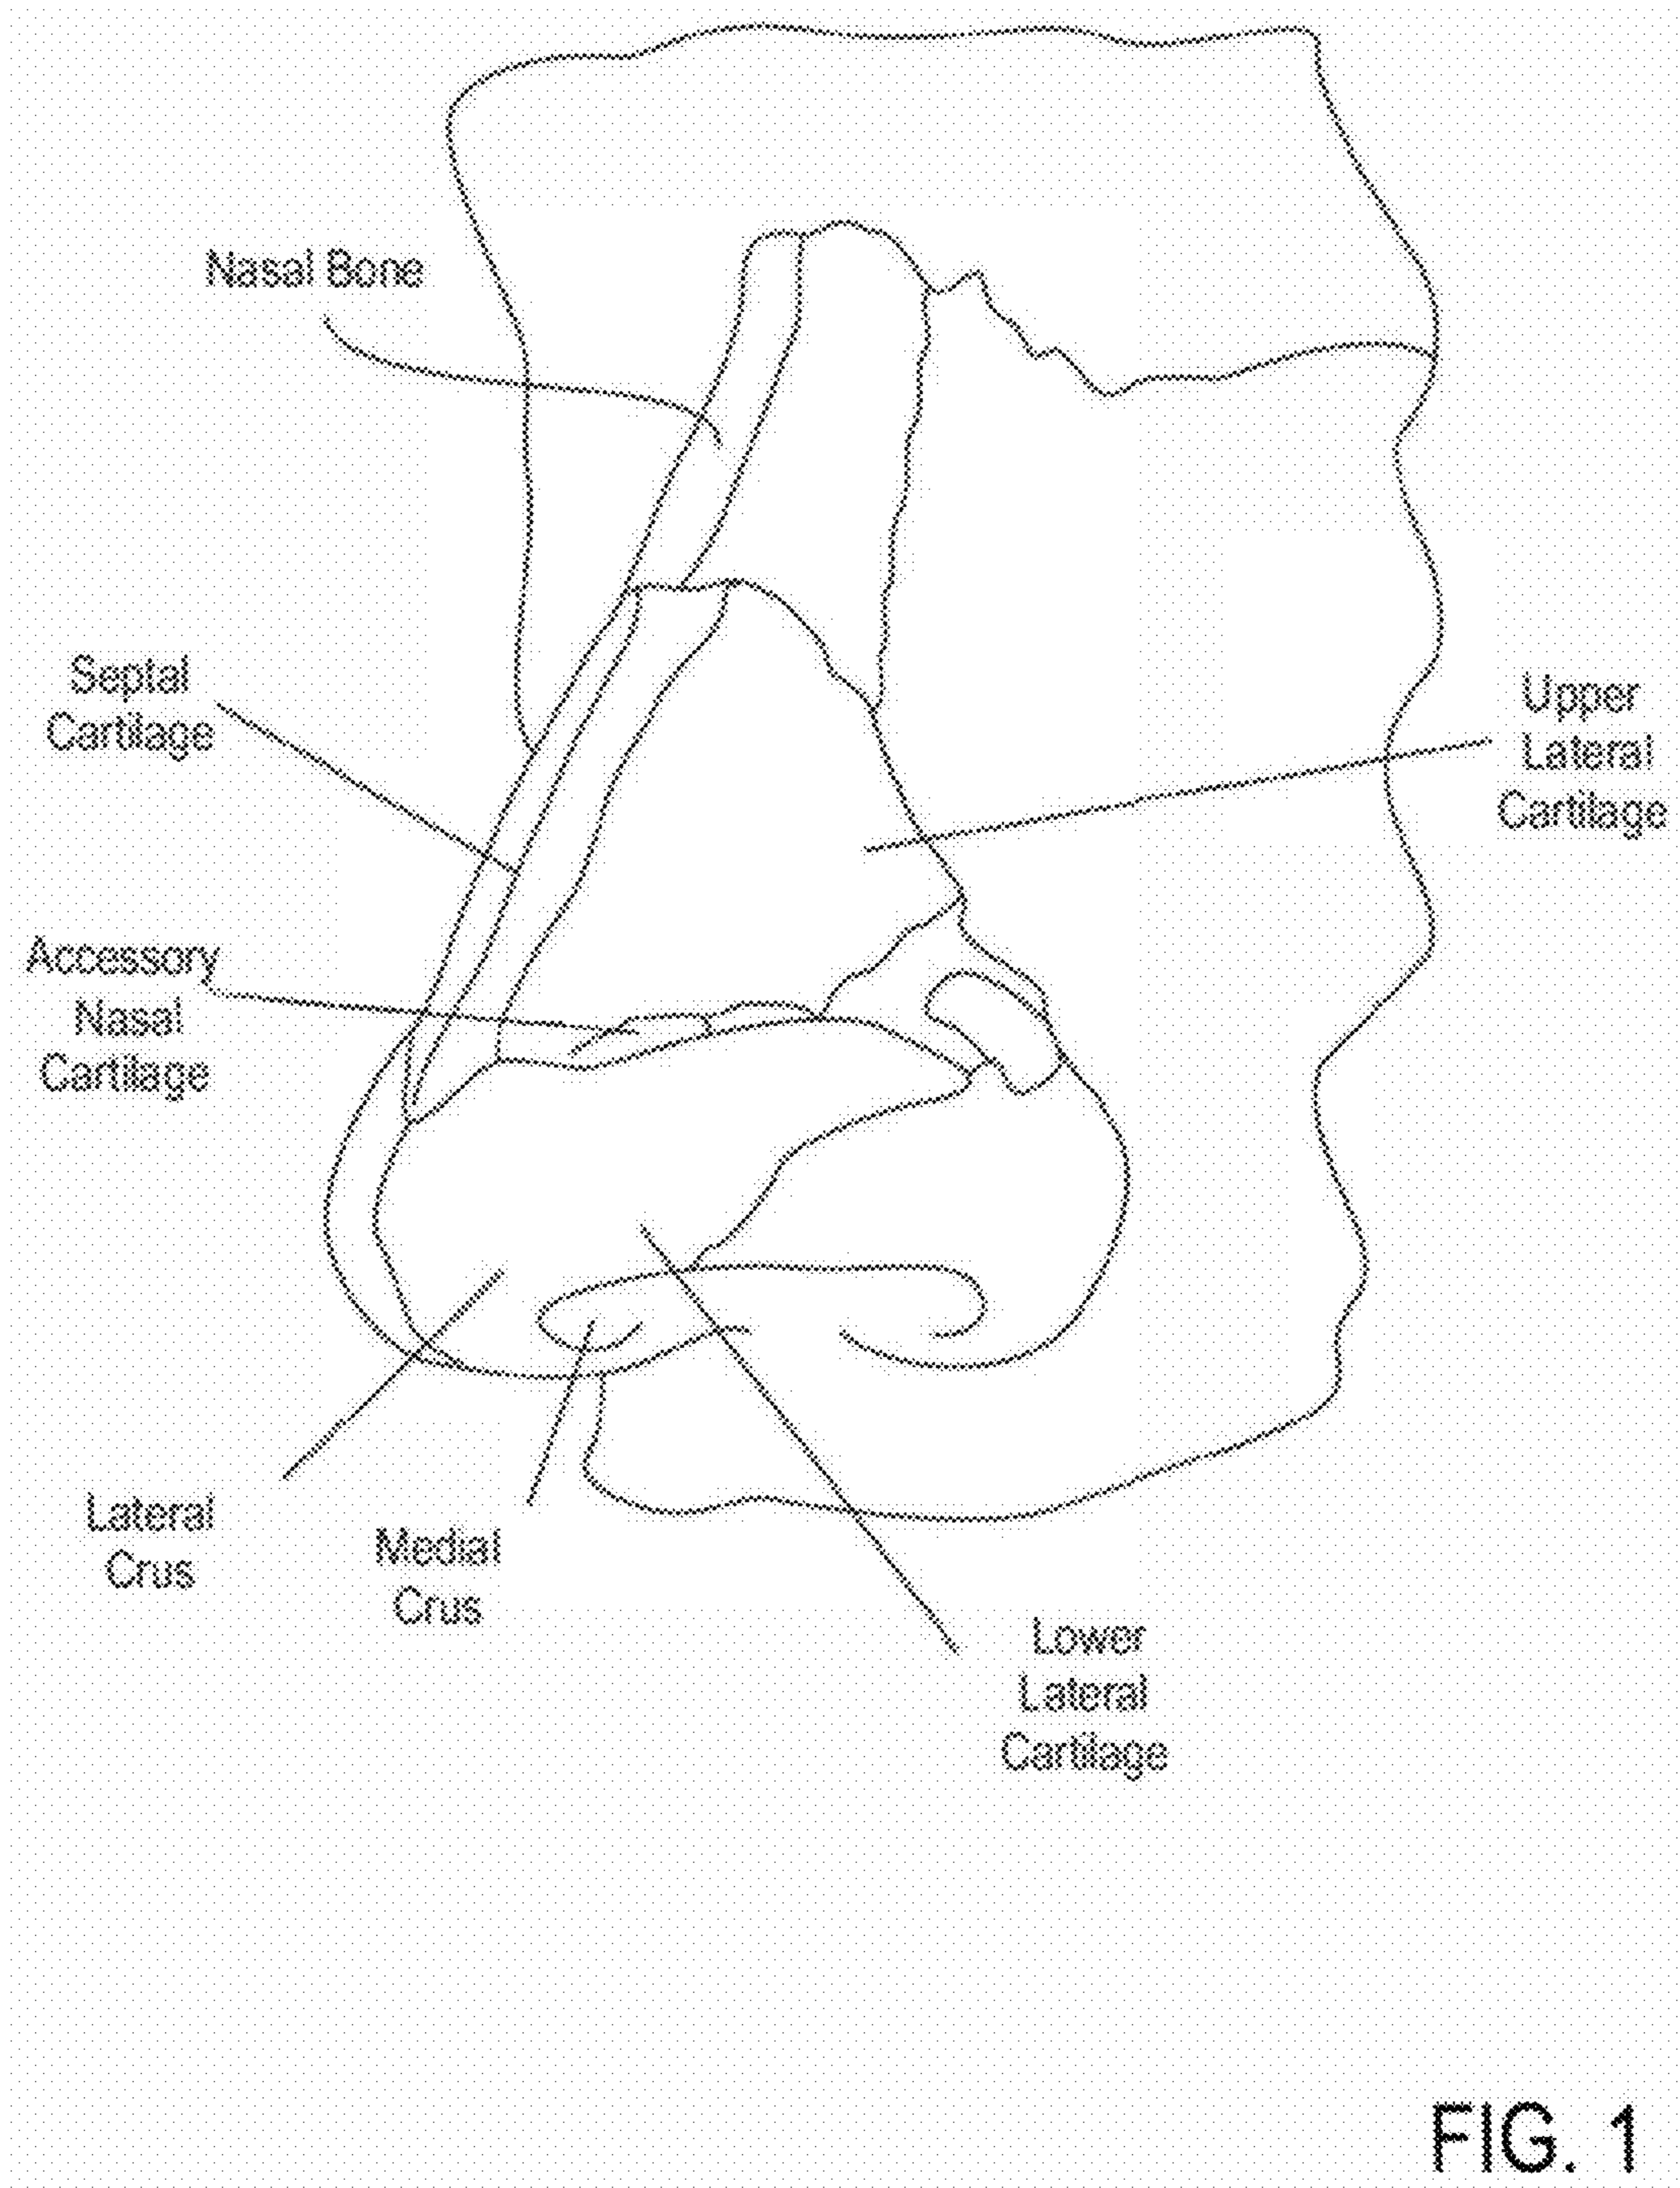 Nasal Bone
Septal
Cartilage
Upper
Lateral
Cartilage
Accessory
Nasal
Cartilage
Lateral
Crus
Medial
Crus
Lower
Lateral
Cartilage
FIG. 1